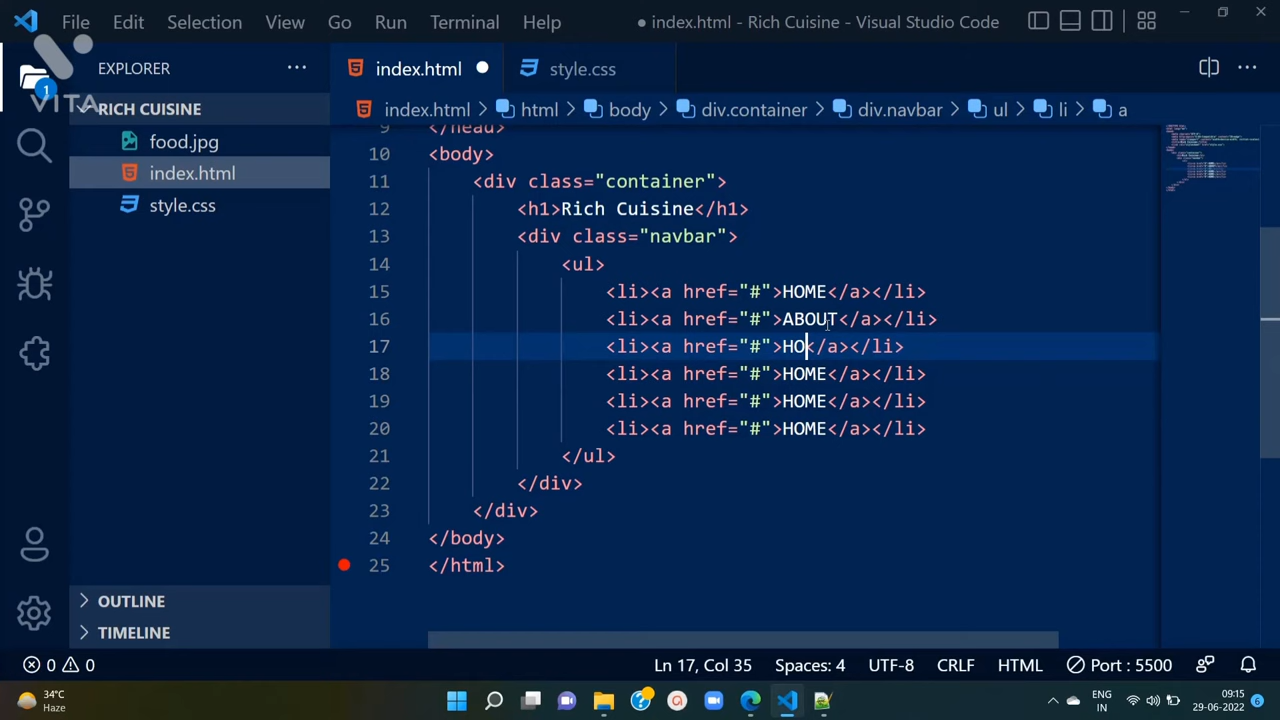 File Edit Selection View Go Run Terminal Help
● index.html - Rich Cuisine - Visual Studio Code
VITA
1
EXPLORER
RICH CUISINE
food.jpg
index.html
style.css
OUTLINE
TIMELINE
index.html ● style.css
index.html > html > body > div.container > div.navbar > ul > li > a
9 </head>
10 <body>
11 <div class="container">
12 <h1>Rich Cuisine</h1>
13 <div class="navbar">
14 <ul>
15 <li><a href="#">HOME</a></li>
16 <li><a href="#">ABOUT</a></li>
17 <li><a href="#">HO</a></li>
18 <li><a href="#">HOME</a></li>
19 <li><a href="#">HOME</a></li>
20 <li><a href="#">HOME</a></li>
21 </ul>
22 </div>
23 </div>
24 </body>
25 </html>
0 0 Ln 17, Col 35 Spaces: 4 UTF-8 CRLF HTML Port : 5500
34°C
Haze
ENG
IN
09:15
29-06-2022
6